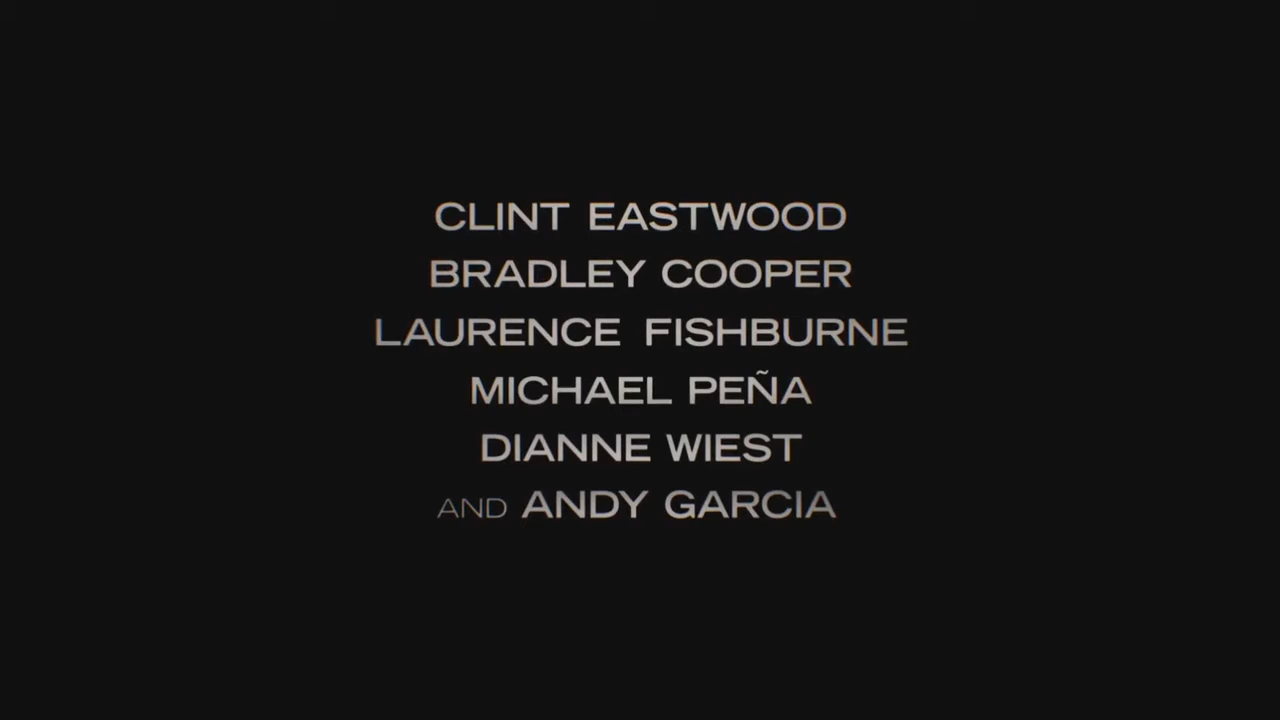 CLINT EASTWOOD
BRADLEY COOPER
LAURENCE FISHBURNE
MICHAEL PEÑA
DIANNE WIEST
AND ANDY GARCIA